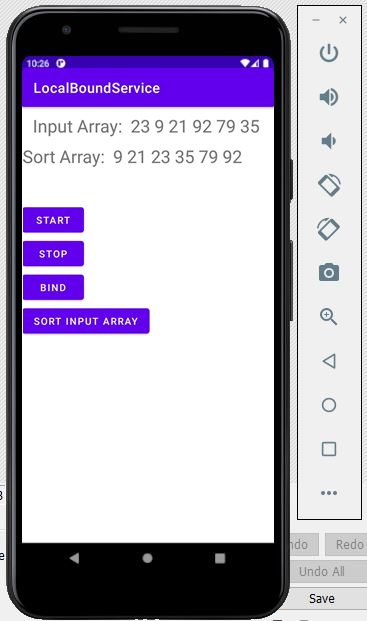 10:26
LocalBoundService
Input Array: 23 9 21 92 79 35
Sort Array: 9 21 23 35 79 92
START
STOP
BIND
SORT INPUT ARRAY
ndo Redo
Undo All
Save